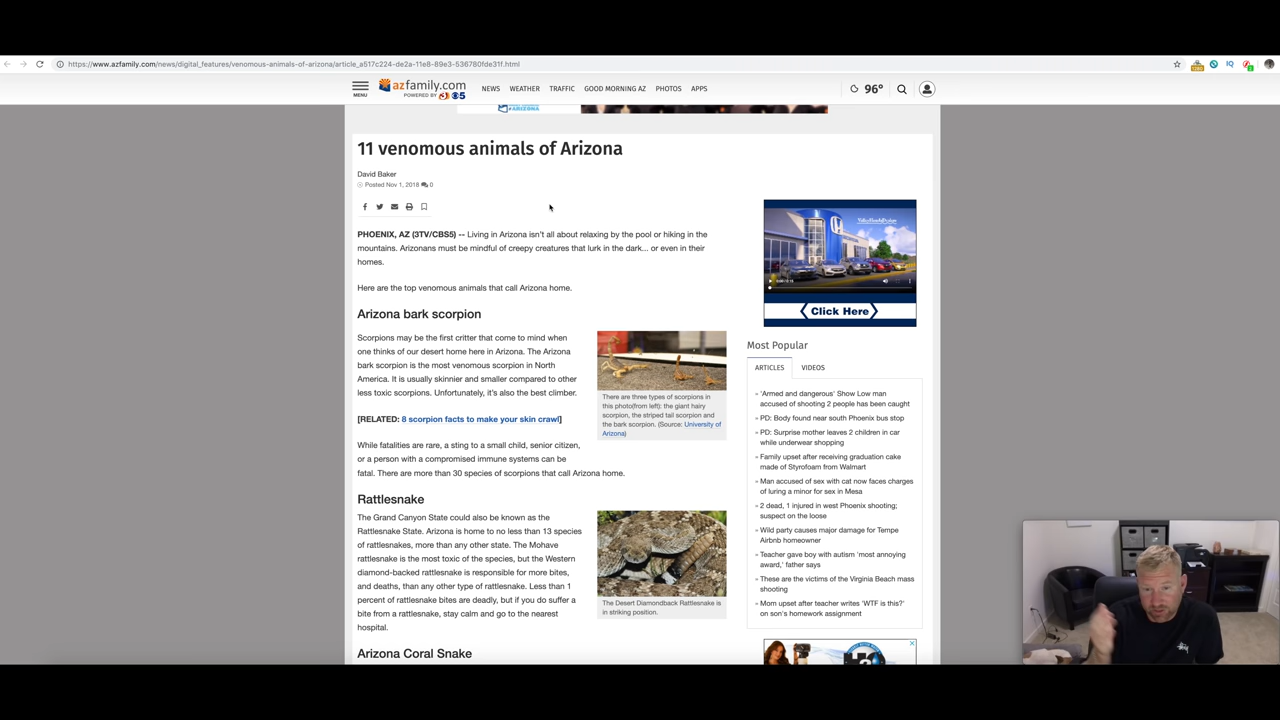 https://www.azfamily.com/news/digital_features/venomous-animals-of-arizona/article_a517c224-de2a-11e8-89e3-536780fde31f.html
MENU
azfamily.com
POWERED BY 3 CBS 5
NEWS WEATHER TRAFFIC GOOD MORNING AZ PHOTOS APPS
96°
#ARIZONA
11 venomous animals of Arizona
David Baker
Posted Nov 1, 2018 0
PHOENIX, AZ (3TV/CBS5) -- Living in Arizona isn't all about relaxing by the pool or hiking in the
mountains. Arizonans must be mindful of creepy creatures that lurk in the dark... or even in their
homes.
Here are the top venomous animals that call Arizona home.
Arizona bark scorpion
Scorpions may be the first critter that come to mind when
one thinks of our desert home here in Arizona. The Arizona
bark scorpion is the most venomous scorpion in North
America. It is usually skinnier and smaller compared to other
less toxic scorpions. Unfortunately, it's also the best climber.
[RELATED: 8 scorpion facts to make your skin crawl]
While fatalities are rare, a sting to a small child, senior citizen,
or a person with a compromised immune systems can be
fatal. There are more than 30 species of scorpions that call Arizona home.
There are three types of scorpions in
this photo(from left): the giant hairy
scorpion, the striped tail scorpion and
the bark scorpion. (Source: University of
Arizona)
Rattlesnake
The Grand Canyon State could also be known as the
Rattlesnake State. Arizona is home to no less than 13 species
of rattlesnakes, more than any other state. The Mohave
rattlesnake is the most toxic of the species, but the Western
diamond-backed rattlesnake is responsible for more bites,
and deaths, than any other type of rattlesnake. Less than 1
percent of rattlesnake bites are deadly, but if you do suffer a
bite from a rattlesnake, stay calm and go to the nearest
hospital.
The Desert Diamondback Rattlesnake is
in striking position.
Arizona Coral Snake
Click Here
Most Popular
ARTICLES VIDEOS
» 'Armed and dangerous' Show Low man
accused of shooting 2 people has been caught
» PD: Body found near south Phoenix bus stop
» PD: Surprise mother leaves 2 children in car
while underwear shopping
» Family upset after receiving graduation cake
made of Styrofoam from Walmart
» Man accused of sex with cat now faces charges
of luring a minor for sex in Mesa
» 2 dead, 1 injured in west Phoenix shooting;
suspect on the loose
» Wild party causes major damage for Tempe
Airbnb homeowner
» Teacher gave boy with autism 'most annoying
award,' father says
» These are the victims of the Virginia Beach mass
shooting
» Mom upset after teacher writes 'WTF is this?'
on son's homework assignment